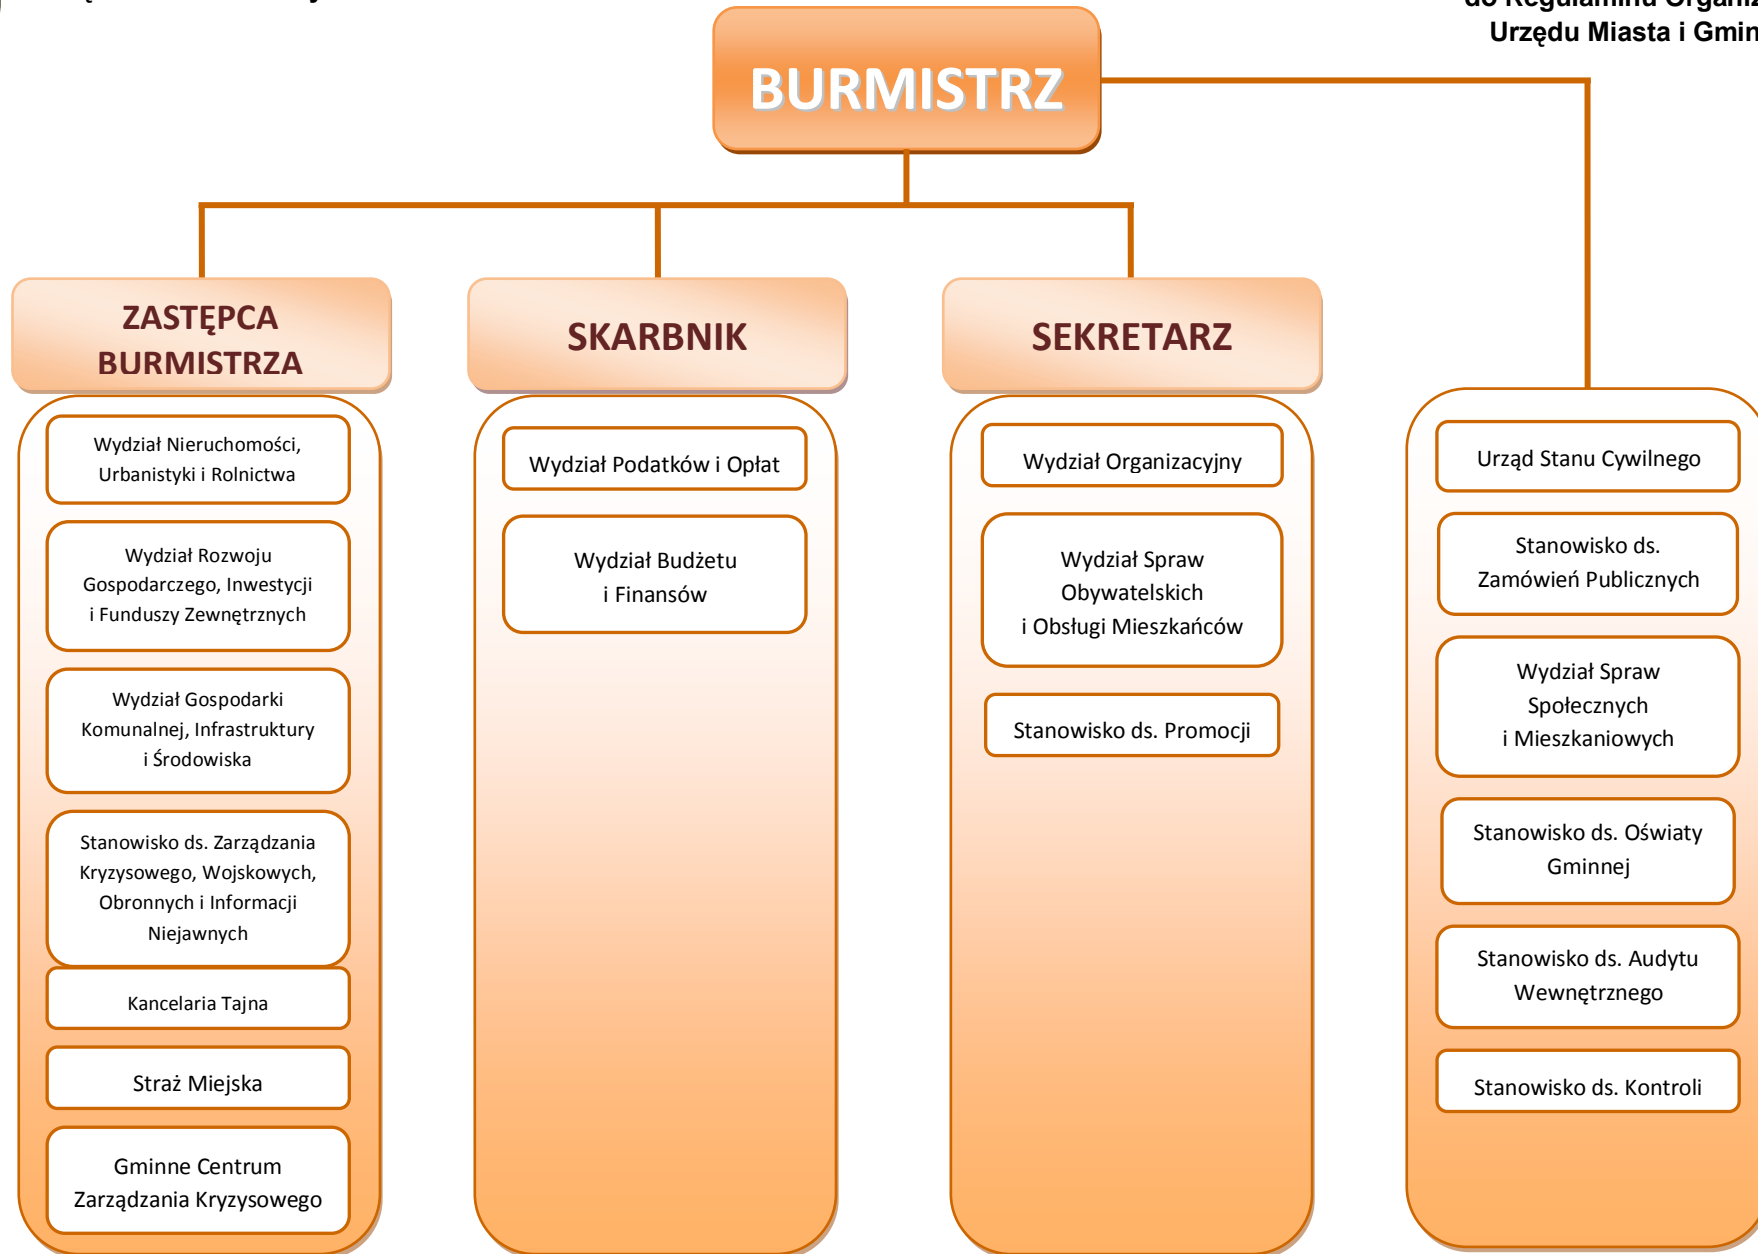 do Regulaminu
Urzędu Miasta i
BURMISTRZ
ZASTĘPCA
BURMISTRZA
SKARBNIK
SEKRETARZ
Wydział Nieruchomości,
Urbanistyki i Rolnictwa
Wydział Rozwoju
Gospodarczego, Inwestycji
i Funduszy Zewnętrznych
Wydział Gospodarki
Komunalnej, Infrastruktury
i Środowiska
Stanowisko ds. Zarządzania
Kryzysowego, Wojskowych,
Obronnych i Informacji
Niejawnych
Kancelaria Tajna
Straż Miejska
Gminne Centrum
Zarządzania Kryzysowego
Wydział Podatków i Opłat
Wydział Budżetu
i Finansów
Wydział Organizacyjny
Wydział Spraw
Obywatelskich
i Obsługi Mieszkańców
Stanowisko ds. Promocji
Urząd Stanu Cywilnego
Stanowisko ds.
Zamówień Publicznych
Wydział Spraw
Społecznych
i Mieszkaniowych
Stanowisko ds. Oświaty
Gminnej
Stanowisko ds. Audytu
Wewnętrznego
Stanowisko ds. Kontroli